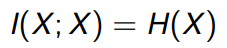 I(X; X) = H(X)